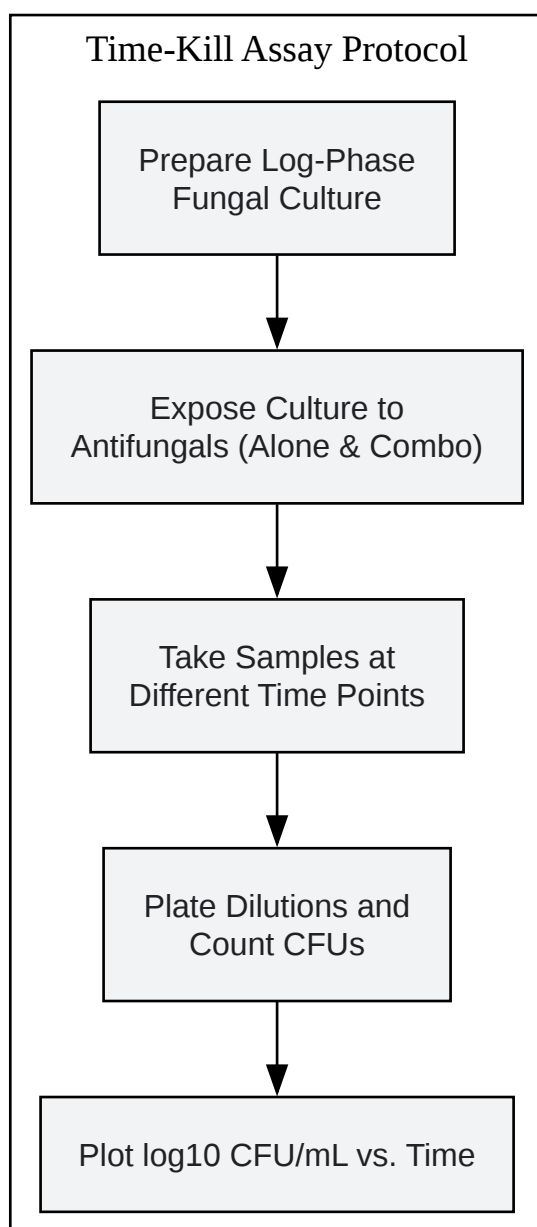 Time-Kill Assay Protocol
Prepare Log-Phase
Fungal Culture
Expose Culture to
Antifungals (Alone & Combo)
Take Samples at
Different Time Points
Plate Dilutions and
Count CFUs
Plot log10 CFU/mL vs. Time